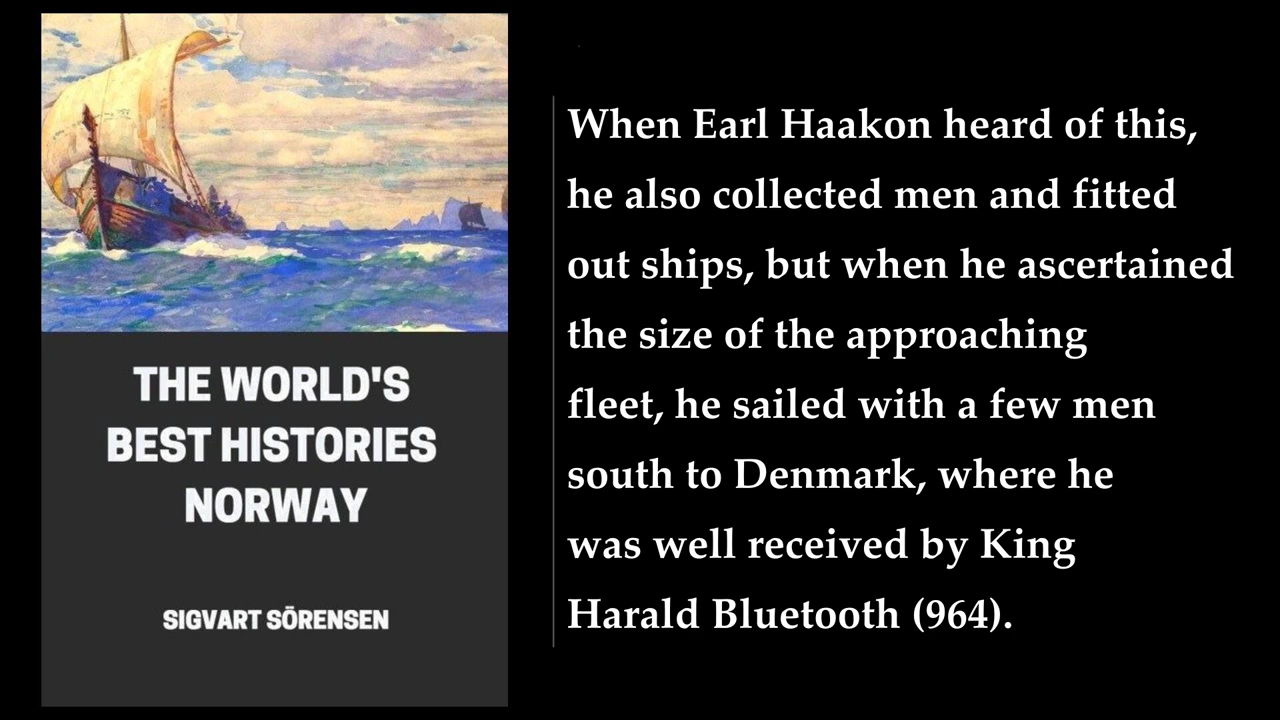 THE WORLD'S
BEST HISTORIES
NORWAY
SIGVART SÖRENSEN
When Earl Haakon heard of this,
he also collected men and fitted
out ships, but when he ascertained
the size of the approaching
fleet, he sailed with a few men
south to Denmark, where he
was well received by King
Harald Bluetooth (964).